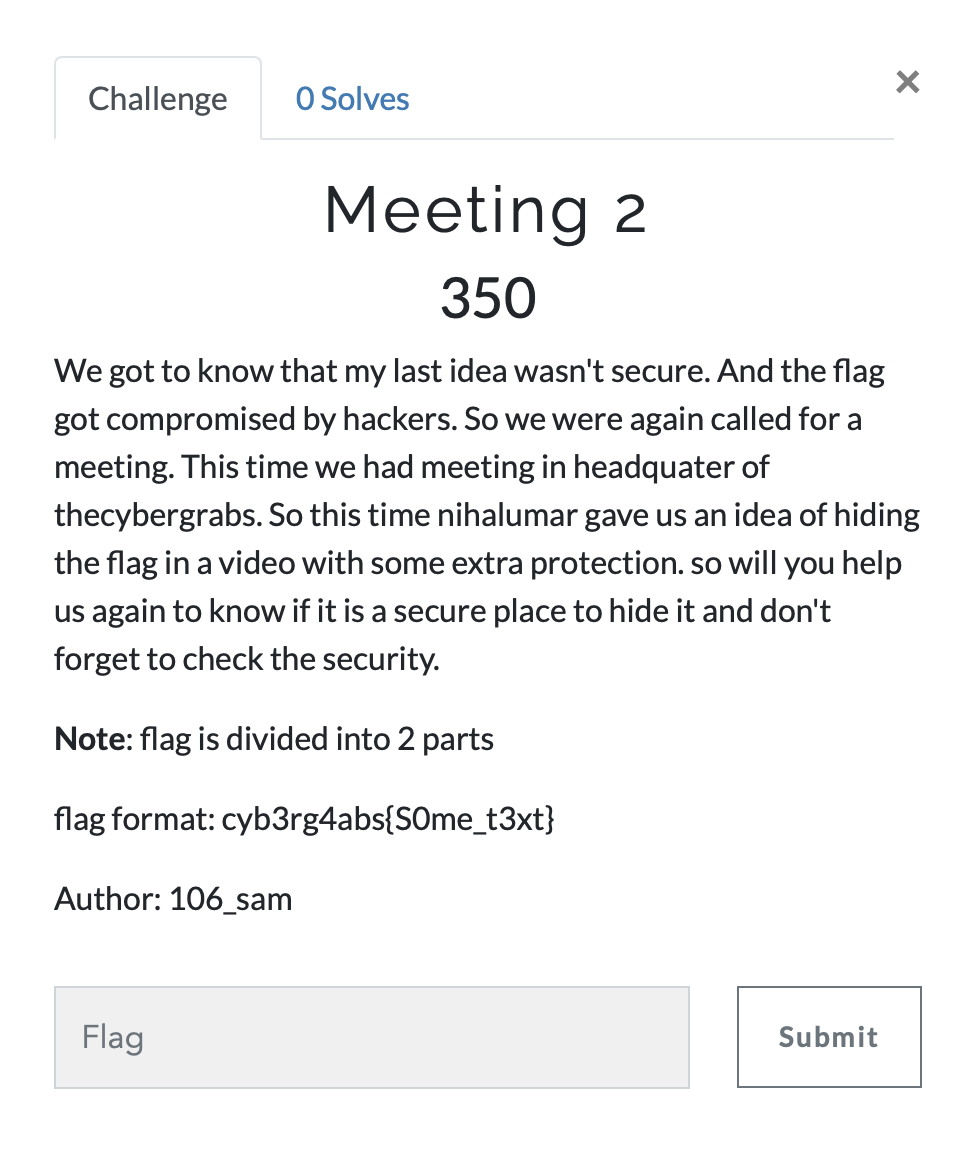 Challenge
0 Solves
×
Meeting 2
350
We got to know that my last idea wasn't secure. And the flag
got compromised by hackers. So we were again called for a
meeting. This time we had meeting in headquater of
thecybergrabs. So this time nihalumar gave us an idea of hiding
the flag in a video with some extra protection. so will you help
us again to know if it is a secure place to hide it and don't
forget to check the security.
Note: flag is divided into 2 parts
flag format: cyb3rg4abs{S0me_t3xt}
Author: 106_sam
Flag
Submit